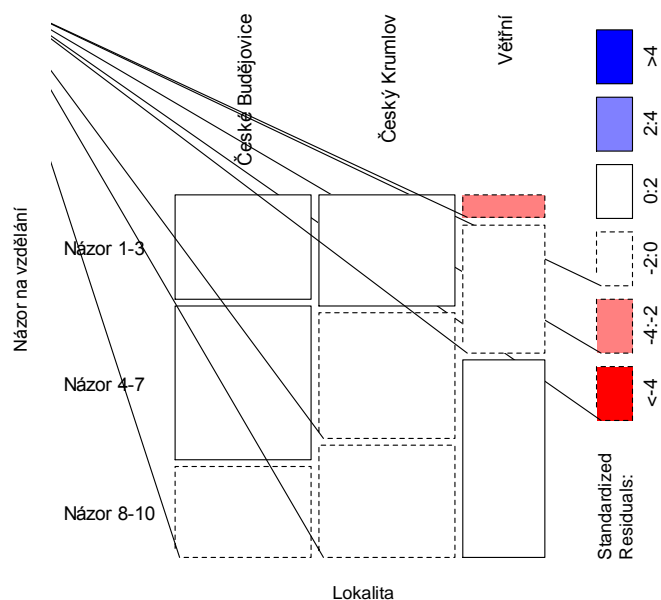 České Budějovice
Český Krumlov
Větřní
Názor na vzdělání
Názor 1-3
Názor 4-7
Názor 8-10
Lokalita
Standardized
Residuals:
<-4
-4:-2
-2:0
0:2
2:4
>4